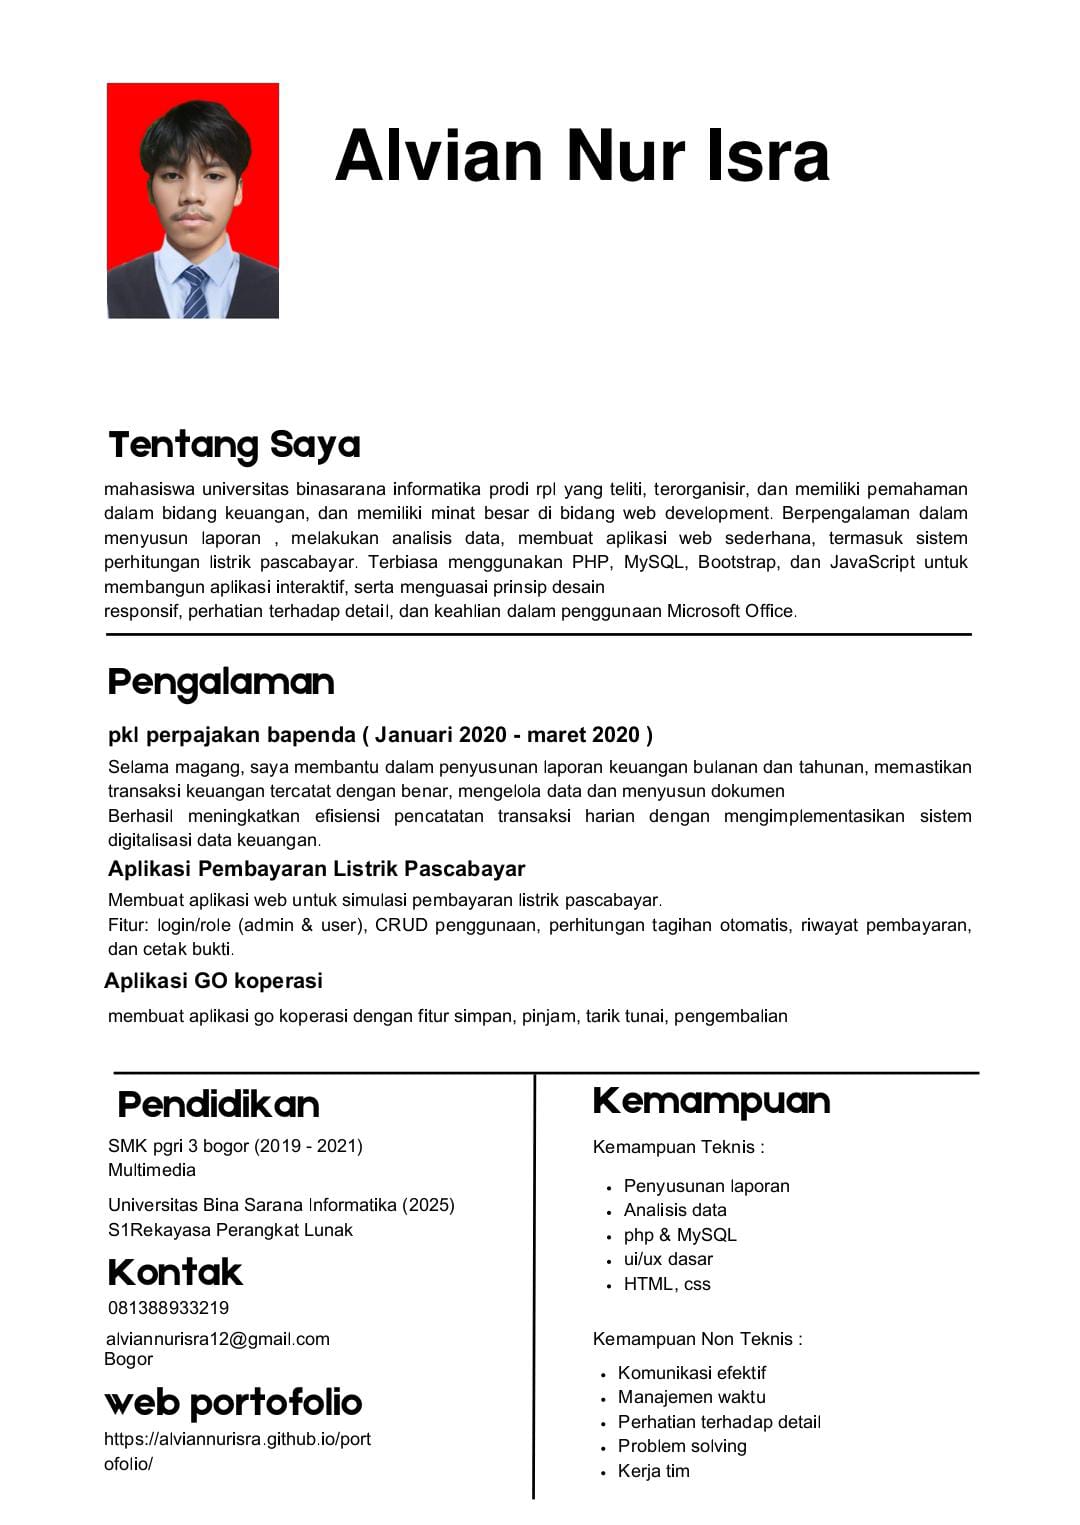 Alvian Nur Isra
Tentang Saya
mahasiswa universitas binasarana informatika prodi rpl yang teliti, terorganisir, dan memiliki pemahaman
dalam bidang keuangan, dan memiliki minat besar di bidang web development. Berpengalaman dalam
menyusun laporan , melakukan analisis data, membuat aplikasi web sederhana, termasuk sistem
perhitungan listrik pascabayar. Terbiasa menggunakan PHP, MySQL, Bootstrap, dan JavaScript untuk
membangun aplikasi interaktif, serta menguasai prinsip desain
responsif, perhatian terhadap detail, dan keahlian dalam penggunaan Microsoft Office.
Pengalaman
pkl perpajakan bapenda ( Januari 2020 - maret 2020 )
Selama magang, saya membantu dalam penyusunan laporan keuangan bulanan dan tahunan, memastikan
transaksi keuangan tercatat dengan benar, mengelola data dan menyusun dokumen
Berhasil meningkatkan efisiensi pencatatan transaksi harian dengan mengimplementasikan sistem
digitalisasi data keuangan.
Aplikasi Pembayaran Listrik Pascabayar
Membuat aplikasi web untuk simulasi pembayaran listrik pascabayar.
Fitur: login/role (admin & user), CRUD penggunaan, perhitungan tagihan otomatis, riwayat pembayaran,
dan cetak bukti.
Aplikasi GO koperasi
membuat aplikasi go koperasi dengan fitur simpan, pinjam, tarik tunai, pengembalian
Pendidikan
SMK pgri 3 bogor (2019 - 2021)
Multimedia
Universitas Bina Sarana Informatika (2025)
S1Rekayasa Perangkat Lunak
Kontak
081388933219
alviannurisra12@gmail.com
Bogor
web portofolio
https://alviannurisra.github.io/port
ofolio/
Kemampuan
Kemampuan Teknis :
• Penyusunan laporan
• Analisis data
• php & MySQL
• ui/ux dasar
• HTML, css
Kemampuan Non Teknis :
• Komunikasi efektif
• Manajemen waktu
• Perhatian terhadap detail
• Problem solving
• Kerja tim